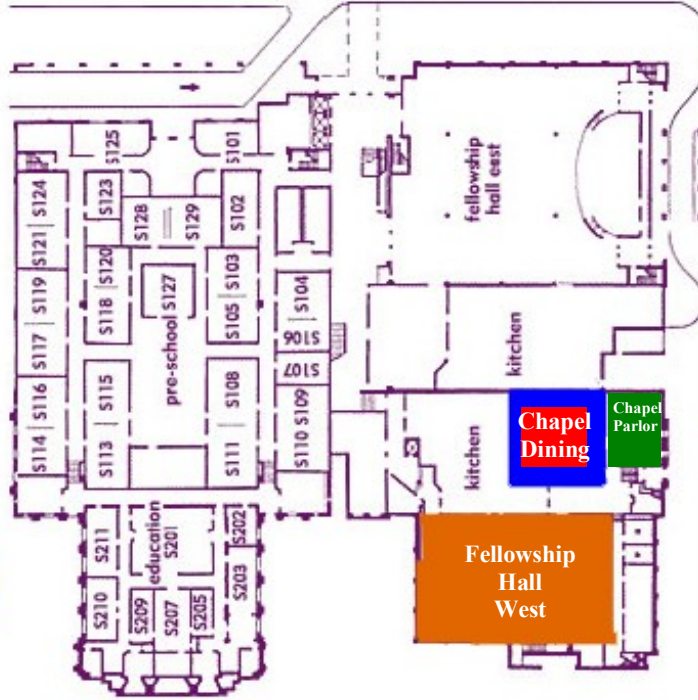 S125
S101
S124
S123
S128
S129
S102
S121
S120
S103
S119
S118
S127
S105
S104
pre-school
S106
S117
S107
S116
S115
S108
S109
S114
S113
S111
S110
education
S201
S202
S211
S203
S210
S209
S207
S205
fellowship
hall east
kitchen
kitchen
Chapel
Dining
Chapel
Parlor
Fellowship
Hall
West